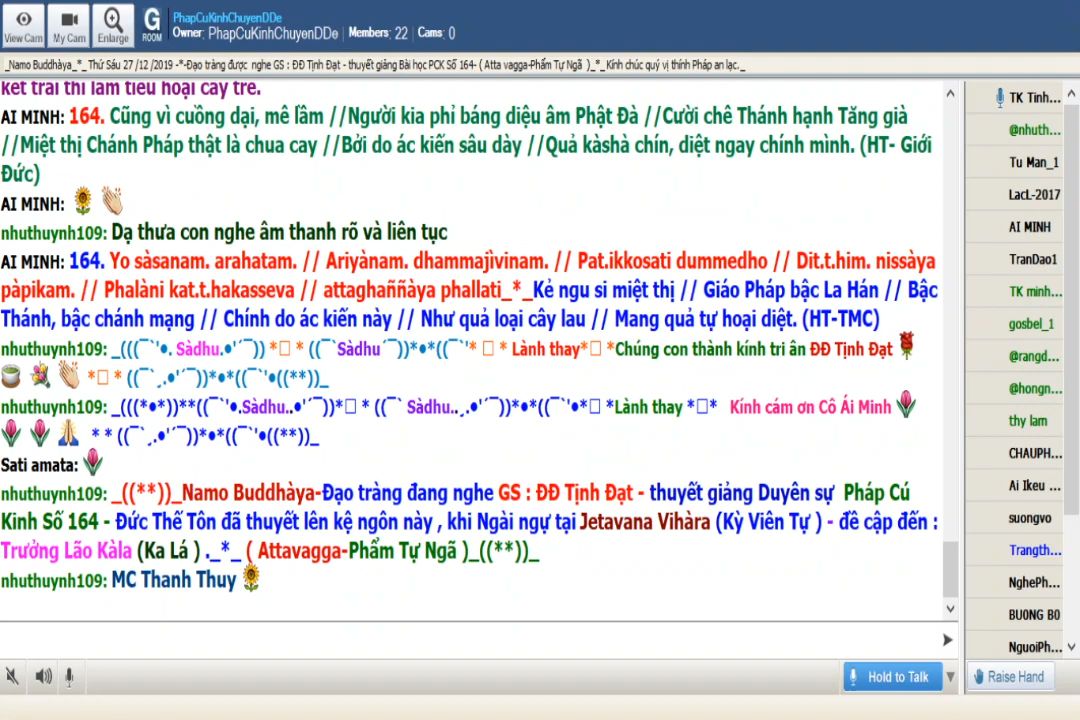 View Cam
My Cam
Enlarge
G
ROOM
PhapCuKinhChuyenDDe
Owner: PhapCuKinhChuyenDDe | Members: 22 | Cams: 0
_Namo Buddhàya_*_ Thứ Sáu 27 /12 /2019 -*-Đạo tràng được nghe GS : ĐĐ Tịnh Đạt - thuyết giảng Bài học PCK Số 164- ( Atta vagga-Phẩm Tự Ngã )_*_Kính chúc quý vị thính Pháp an lạc._
kết trái thì làm tiêu hoại cây tre.
AI MINH: 164. Cũng vì cuồng dại, mê lầm //Người kia phỉ báng diệu âm Phật Đà //Cười chê Thánh hạnh Tăng già
//Miệt thị Chánh Pháp thật là chua cay //Bởi do ác kiến sâu dày //Quả kàshà chín, diệt ngay chính mình. (HT- Giới
Đức)
AI MINH: 🌻 👏
nhuthuynh109: Dạ thưa con nghe âm thanh rõ và liên tục
AI MINH: 164. Yo sàsanam. arahatam. // Ariyànam. dhammajìvinam. // Pat.ikkosati dummedho // Dit.t.him. nissàya
pàpikam. // Phalàni kat.t.hakasseva // attaghaññàya phallati_*_Kẻ ngu si miệt thị // Giáo Pháp bậc La Hán // Bậc
Thánh, bậc chánh mạng // Chính do ác kiến này // Như quả loại cây lau // Mang quả tự hoại diệt. (HT-TMC)
nhuthuynh109: _(((¯`'•. Sàdhu.•'´¯)) *□ * ((¯`Sàdhu´¯))*•*((¯`'*□ * Lành thay*□ *Chúng con thành kính tri ân ĐĐ Tịnh Đạt 🌹
🍵 💐 👏 *□ * ((¯`¸.•'´¯))*•*((¯`'•((**))_
nhuthuynh109: _(((*•*))**((¯`'•.Sàdhu..•'´¯))*□ * ((¯` Sàdhu..¸.•'´¯))*•*((¯`'•*□ *Lành thay *□* Kính cám ơn Cô Ái Minh 🌷
🌷 🌷 🙏 * * ((¯`¸.•'´¯))*•*((¯`'•((**))_
Sati amata: 🌷
nhuthuynh109: _((**))_Namo Buddhàya-Đạo tràng đang nghe GS : ĐĐ Tịnh Đạt - thuyết giảng Duyên sự Pháp Cú
Kinh Số 164 - Đức Thế Tôn đã thuyết lên kệ ngôn này , khi Ngài ngự tại Jetavana Vihàra (Kỳ Viên Tự ) - đề cập đến :
Trưởng Lão Kàla (Ka Lá ) ._*_ ( Attavagga-Phẩm Tự Ngã )_((**))_
nhuthuynh109: MC Thanh Thuy 🌻
Hold to Talk
TK Tinh...
@nhuth...
Tu Man_1
LacL-2017
AI MINH
TranDao1
TK minh...
gosbel_1
@rangd...
@hongn...
thy lam
CHAUPH...
Ai Ikeu ...
suongvo
Trangth...
NghePh...
BUONG BO
NguoiPh...
Raise Hand